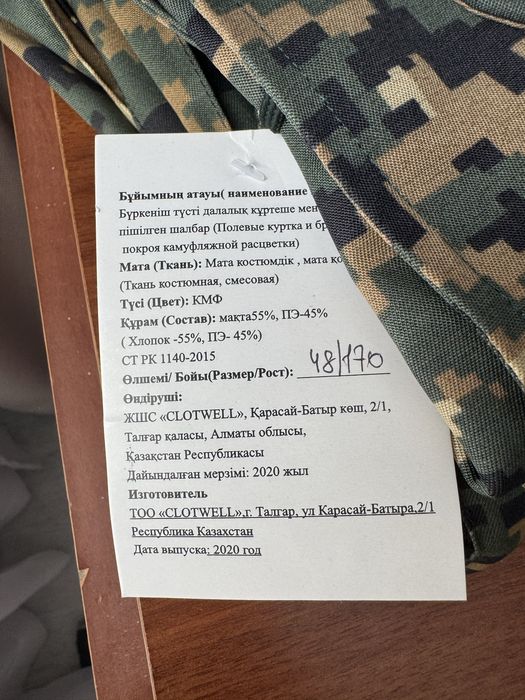 Бұйымның атауы( наименование
Бүркеніш түсті далалық құртеше мен
пішілген шалбар (Полевые куртка и бр
покроя камуфляжной расцветки)
Мата (Ткань): Мата костюмдік , мата ко
(Ткань костюмная, смесовая)
Түсі (Цвет): КМФ
Құрам (Состав): мақта55%, ПЭ-45%
( Хлопок -55%, ПЭ- 45%)
СТ РК 1140-2015
Өлшемі/ Бойы(Размер/Рост): 48/170
Өндіруші:
ЖШС «CLOTWELL», Қарасай-Батыр көш, 2/1,
Талғар қаласы, Алматы облысы,
Қазақстан Республикасы
Дайындалған мерзімі: 2020 жыл
Изготовитель
ТОО «CLOTWELL»,г. Талгар, ул Карасай-Батыра,2/1
Республика Казахстан
Дата выпуска: 2020 год